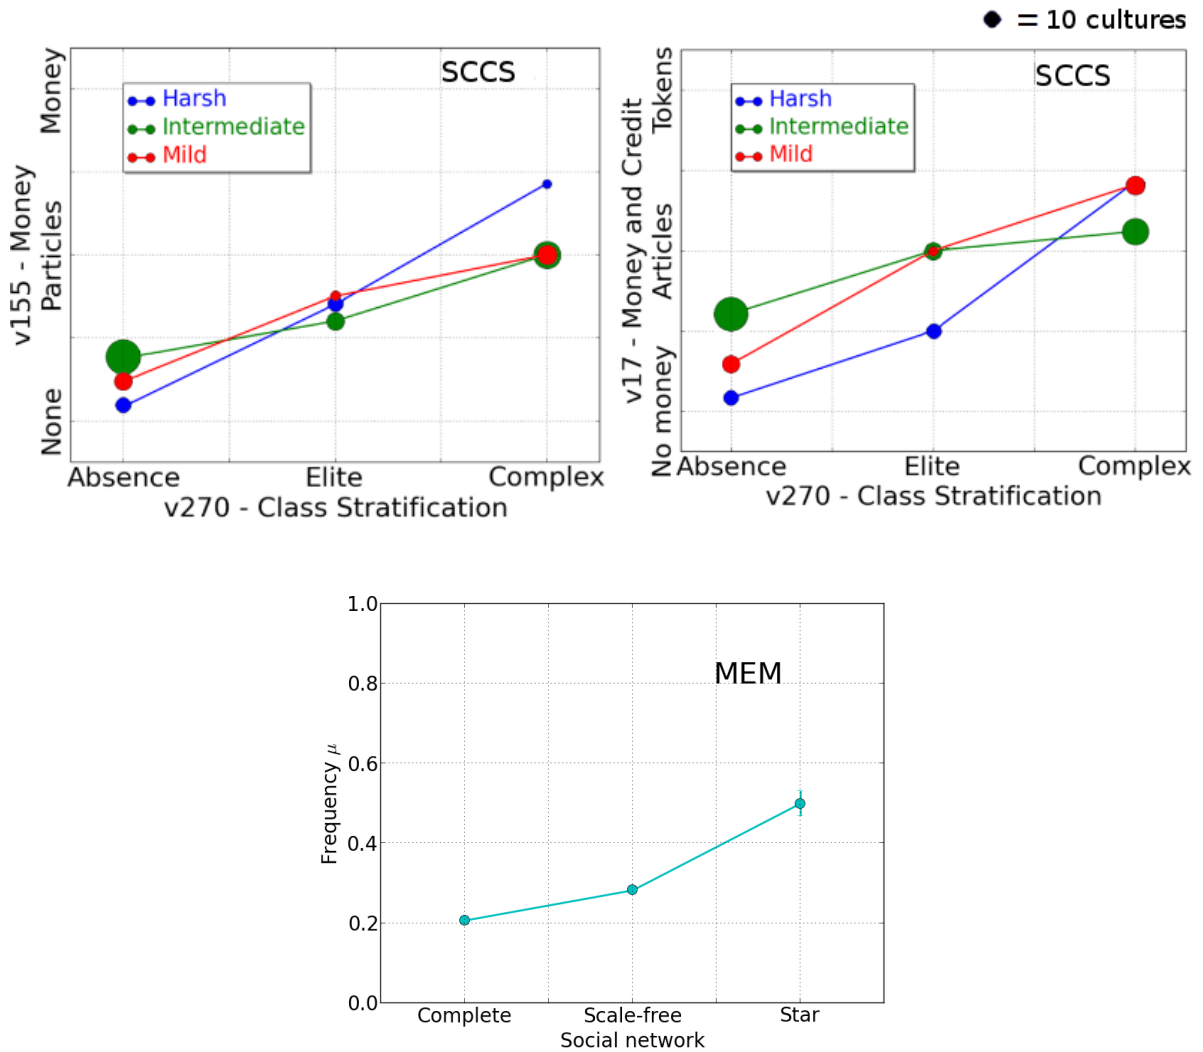 = 10 cultures
SCCS
Harsh
Intermediate
Mild
v155 - Money
None
Particles
Money
Absence
Elite
Complex
v270 - Class Stratification
SCCS
Harsh
Intermediate
Mild
v17 - Money and Credit
No money
Articles
Tokens
Absence
Elite
Complex
v270 - Class Stratification
MEM
Frequency μ
1.0
0.8
0.6
0.4
0.2
0.0
Complete
Scale-free
Star
Social network